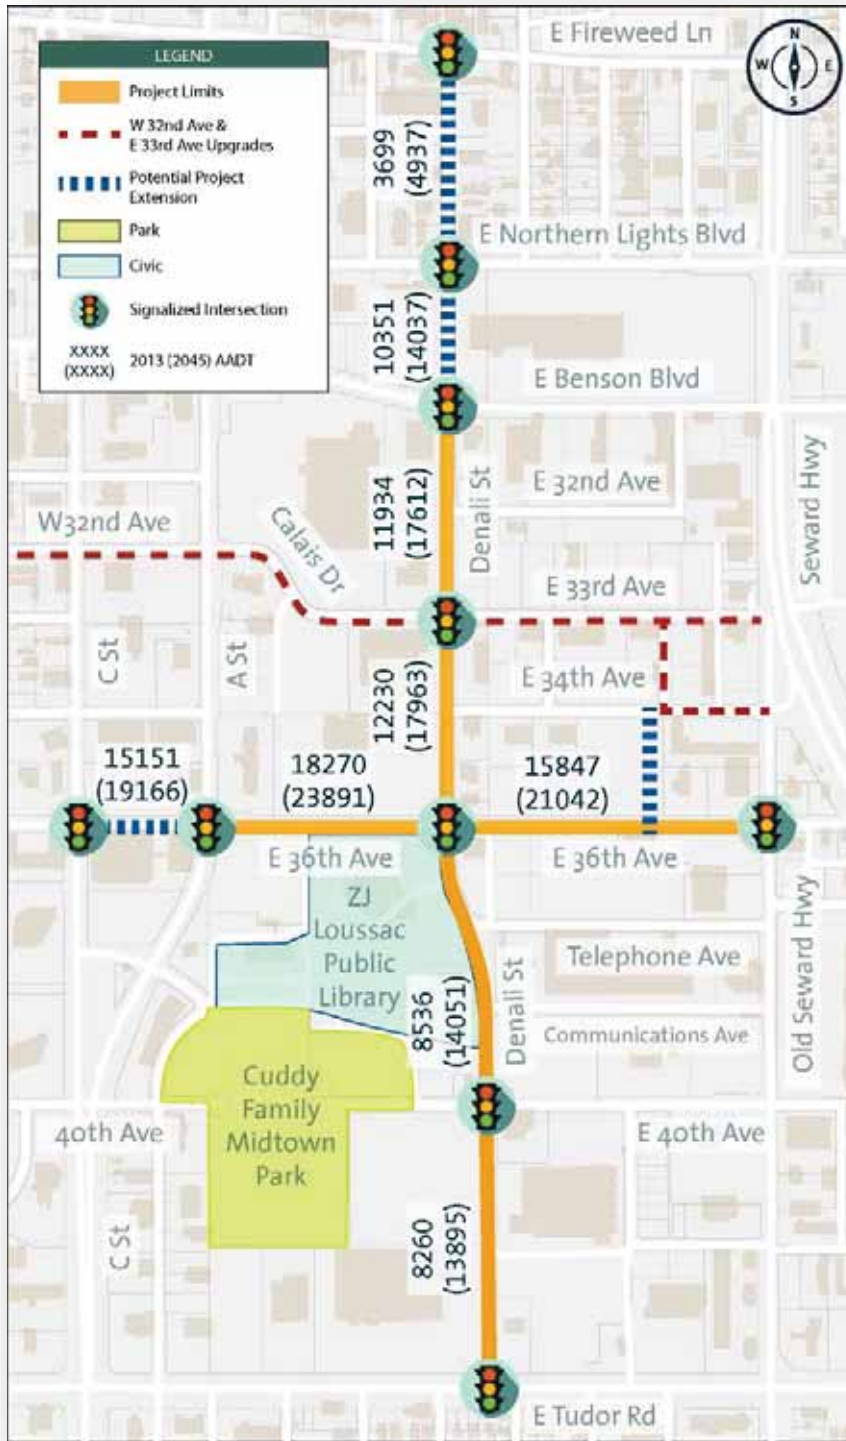 LEGEND
Project Limits
W 32nd Ave &
E 33rd Ave Upgrades
Potential Project
Extension
Park
Civic
Signalized Intersection
XXXX
(XXXX)
2013 (2045) AADT
E Fireweed Ln
N
W
E
S
3699
(4937)
E Northern Lights Blvd
10351
(14037)
E Benson Blvd
11934
(17612)
Denali St
E 32nd Ave
Seward Hwy
W32nd Ave
Calais Dr
E 33rd Ave
C St
A St
12230
(17963)
E 34th Ave
15151
(19166)
18270
(23891)
15847
(21042)
E 36th Ave
E 36th Ave
ZJ
Loussac
Public
Library
8536
(14051)
Denali St
Telephone Ave
Communications Ave
Old Seward Hwy
Cuddy
Family
Midtown
Park
40th Ave
E 40th Ave
C St
8260
(13895)
E Tudor Rd